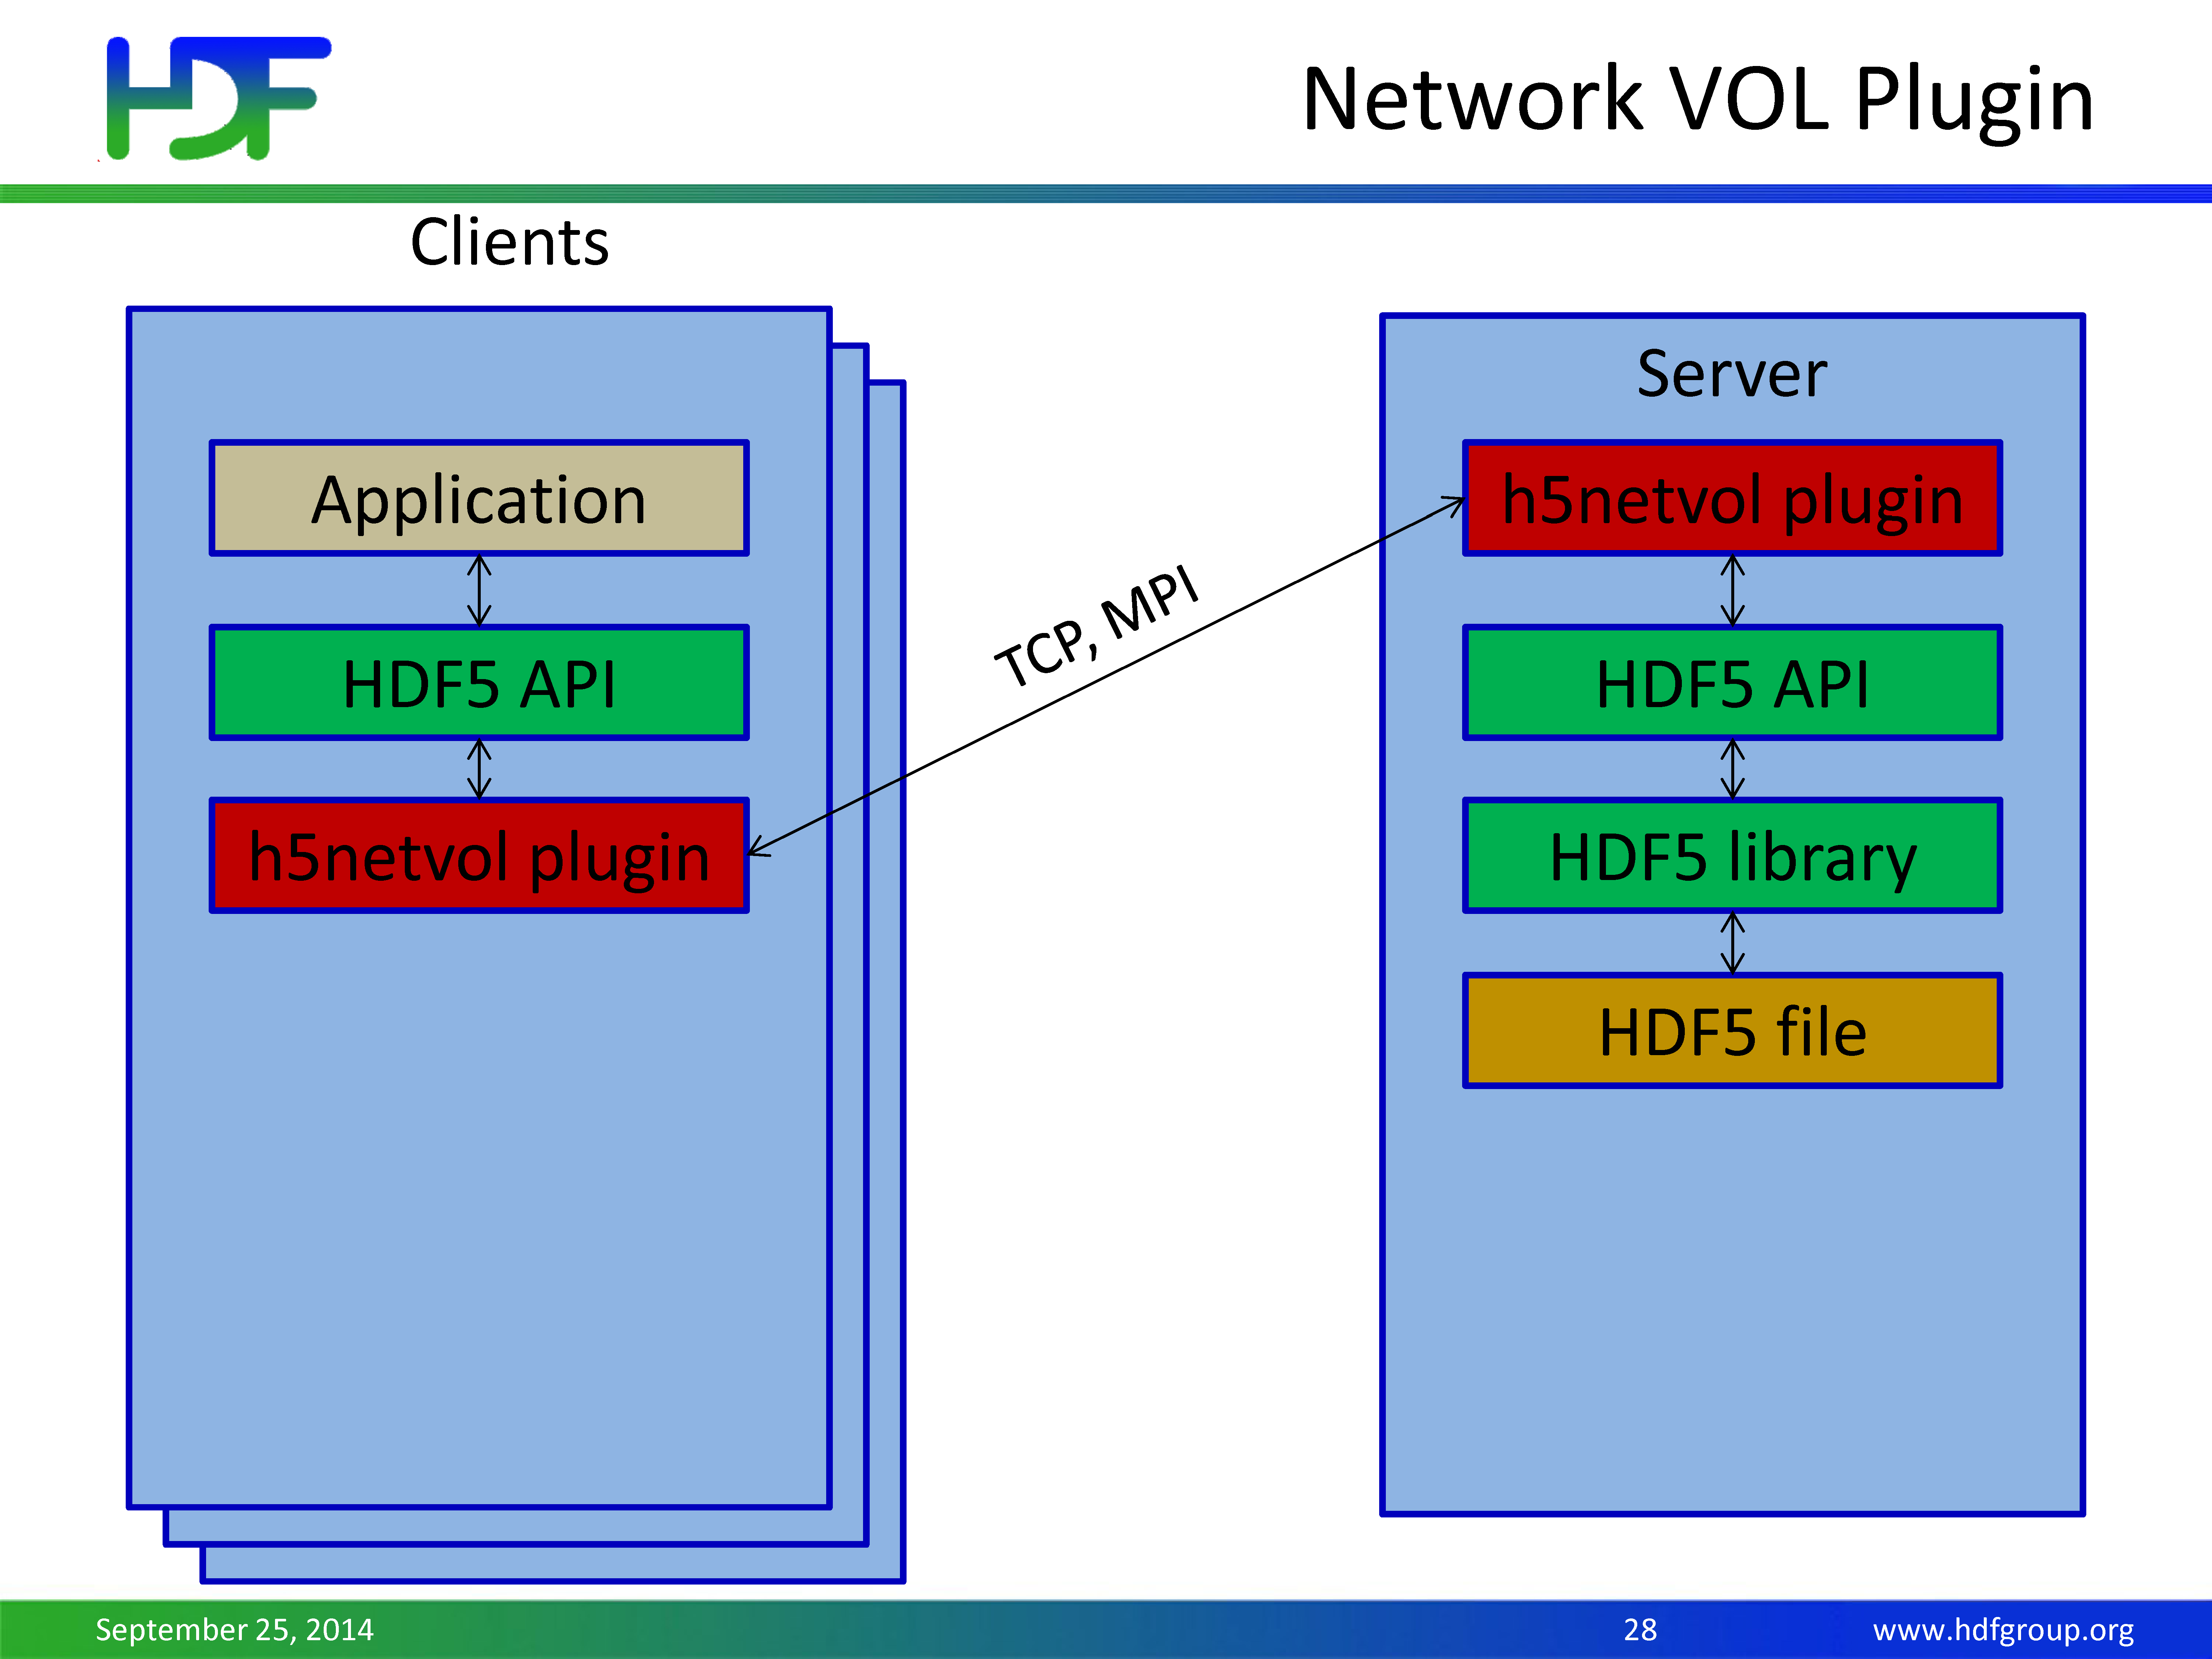 HDF
Network VOL Plugin
Clients
Application
HDF5 API
h5netvol plugin
TCP, MPI
Server
h5netvol plugin
HDF5 API
HDF5 library
HDF5 file
September 25, 2014
28
www.hdfgroup.org